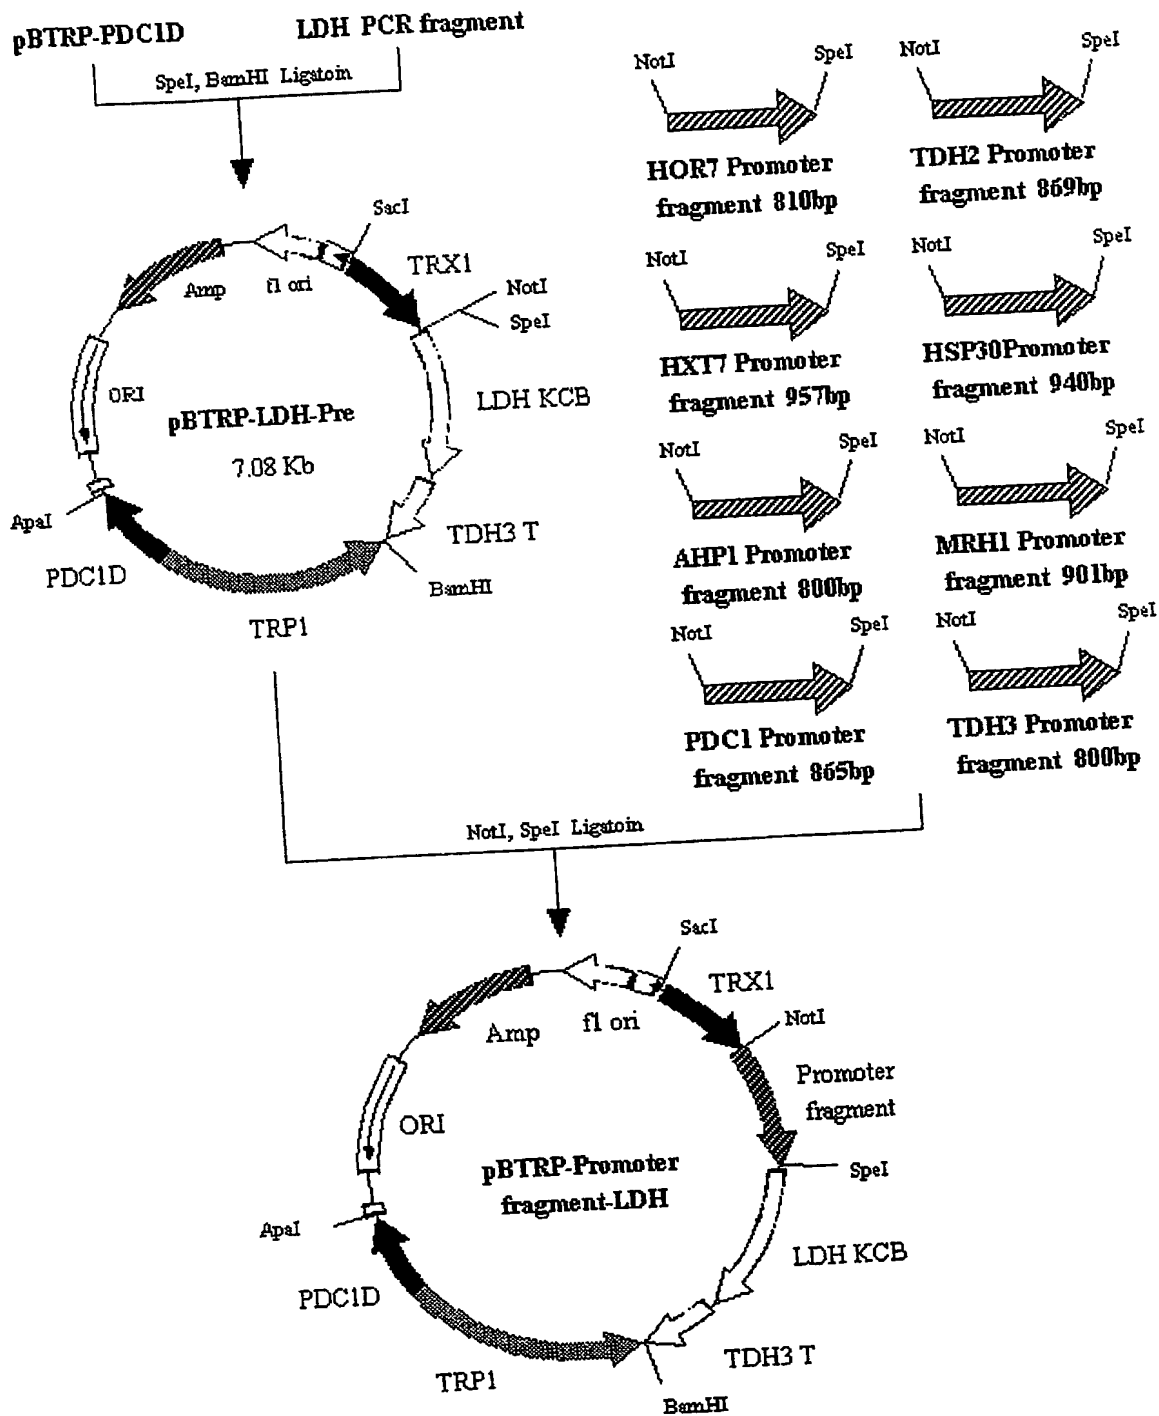 pBTRP-PDC1D
LDH PCR fragment
SpeI, BamHI Ligatoin
SacI
TRX1
NotI
SpeI
LDH KCB
TDH3 T
BamHI
TRP1
PDC1D
ApaI
ORI
Amp
f1 ori
pBTRP-LDH-Pre
7.08 Kb
NotI
SpeI
HOR7 Promoter
fragment 810bp
NotI
SpeI
TDH2 Promoter
fragment 869bp
NotI
SpeI
HXT7 Promoter
fragment 957bp
NotI
SpeI
HSP30Promoter
fragment 940bp
NotI
SpeI
AHP1 Promoter
fragment 800bp
NotI
SpeI
MRH1 Promoter
fragment 901bp
NotI
SpeI
PDC1 Promoter
fragment 865bp
NotI
SpeI
TDH3 Promoter
fragment 800bp
NotI, SpeI Ligatoin
SacI
TRX1
NotI
Promoter
fragment
SpeI
LDH KCB
TDH3 T
BamHI
TRP1
PDC1D
ApaI
ORI
Amp
f1 ori
pBTRP-Promoter
fragment-LDH